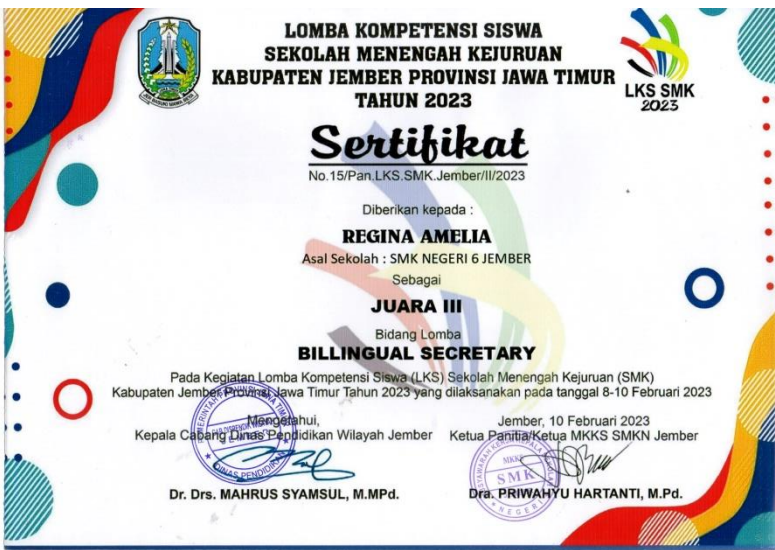 LOMBA KOMPETENSI SISWA
SEKOLAH MENENGAH KEJURUAN
KABUPATEN JEMBER PROVINSI JAWA TIMUR
TAHUN 2023
LKS SMK
2023
Sertifikat
No.15/Pan.LKS.SMK.Jember/II/2023
Diberikan kepada :
REGINA AMELIA
Asal Sekolah : SMK NEGERI 6 JEMBER
Sebagai
JUARA III
Bidang Lomba
BILLINGUAL SECRETARY
Pada Kegiatan Lomba Kompetensi Siswa (LKS) Sekolah Menengah Kejuruan (SMK)
Kabupaten Jember Provinsi Jawa Timur Tahun 2023 yang dilaksanakan pada tanggal 8-10 Februari 2023
Mengetahui,
Kepala Cabang Dinas Pendidikan Wilayah Jember
Dr. Drs. MAHRUS SYAMSUL, M.MPd.
Jember, 10 Februari 2023
Ketua Panitia/Ketua MKKS SMKN Jember
MKKS
SMK
NEGERI
Dra. PRIWAHYU HARTANTI, M.Pd.